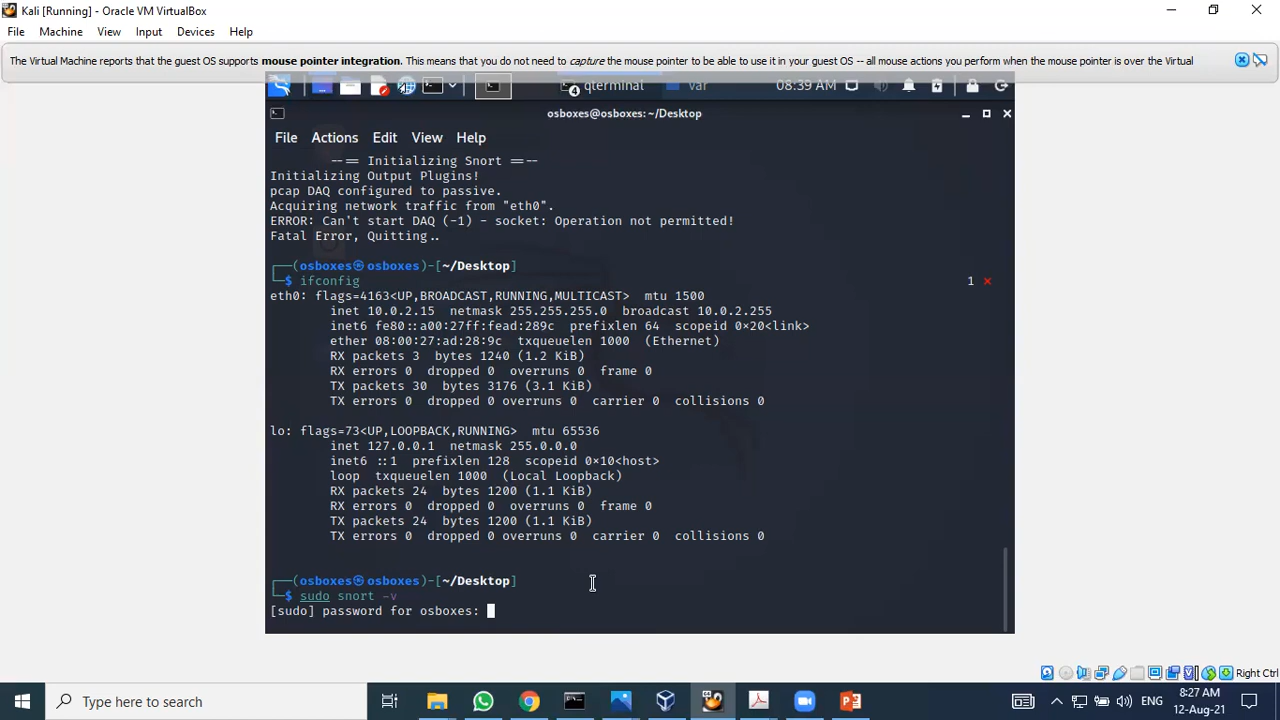 Kali [Running] - Oracle VM VirtualBox
File Machine View Input Devices Help
The Virtual Machine reports that the guest OS supports mouse pointer integration. This means that you do not need to capture the mouse pointer to be able to use it in your guest OS -- all mouse actions you perform when the mouse pointer is over the Virtual
4 qterminal var 08:39 AM
osboxes@osboxes: ~/Desktop
File Actions Edit View Help
--== Initializing Snort ==--
Initializing Output Plugins!
pcap DAQ configured to passive.
Acquiring network traffic from "eth0".
ERROR: Can't start DAQ (-1) - socket: Operation not permitted!
Fatal Error, Quitting..
┌──(osboxes㉿osboxes)-[~/Desktop]
└─$ ifconfig 1 ⨯
eth0: flags=4163<UP,BROADCAST,RUNNING,MULTICAST> mtu 1500
inet 10.0.2.15 netmask 255.255.255.0 broadcast 10.0.2.255
inet6 fe80::a00:27ff:fead:289c prefixlen 64 scopeid 0×20<link>
ether 08:00:27:ad:28:9c txqueuelen 1000 (Ethernet)
RX packets 3 bytes 1240 (1.2 KiB)
RX errors 0 dropped 0 overruns 0 frame 0
TX packets 30 bytes 3176 (3.1 KiB)
TX errors 0 dropped 0 overruns 0 carrier 0 collisions 0
lo: flags=73<UP,LOOPBACK,RUNNING> mtu 65536
inet 127.0.0.1 netmask 255.0.0.0
inet6 ::1 prefixlen 128 scopeid 0×10<host>
loop txqueuelen 1000 (Local Loopback)
RX packets 24 bytes 1200 (1.1 KiB)
RX errors 0 dropped 0 overruns 0 frame 0
TX packets 24 bytes 1200 (1.1 KiB)
TX errors 0 dropped 0 overruns 0 carrier 0 collisions 0
┌──(osboxes㉿osboxes)-[~/Desktop]
└─$ sudo snort -v
[sudo] password for osboxes:
Right Ctrl
Type here to search
ENG
8:27 AM
12-Aug-21